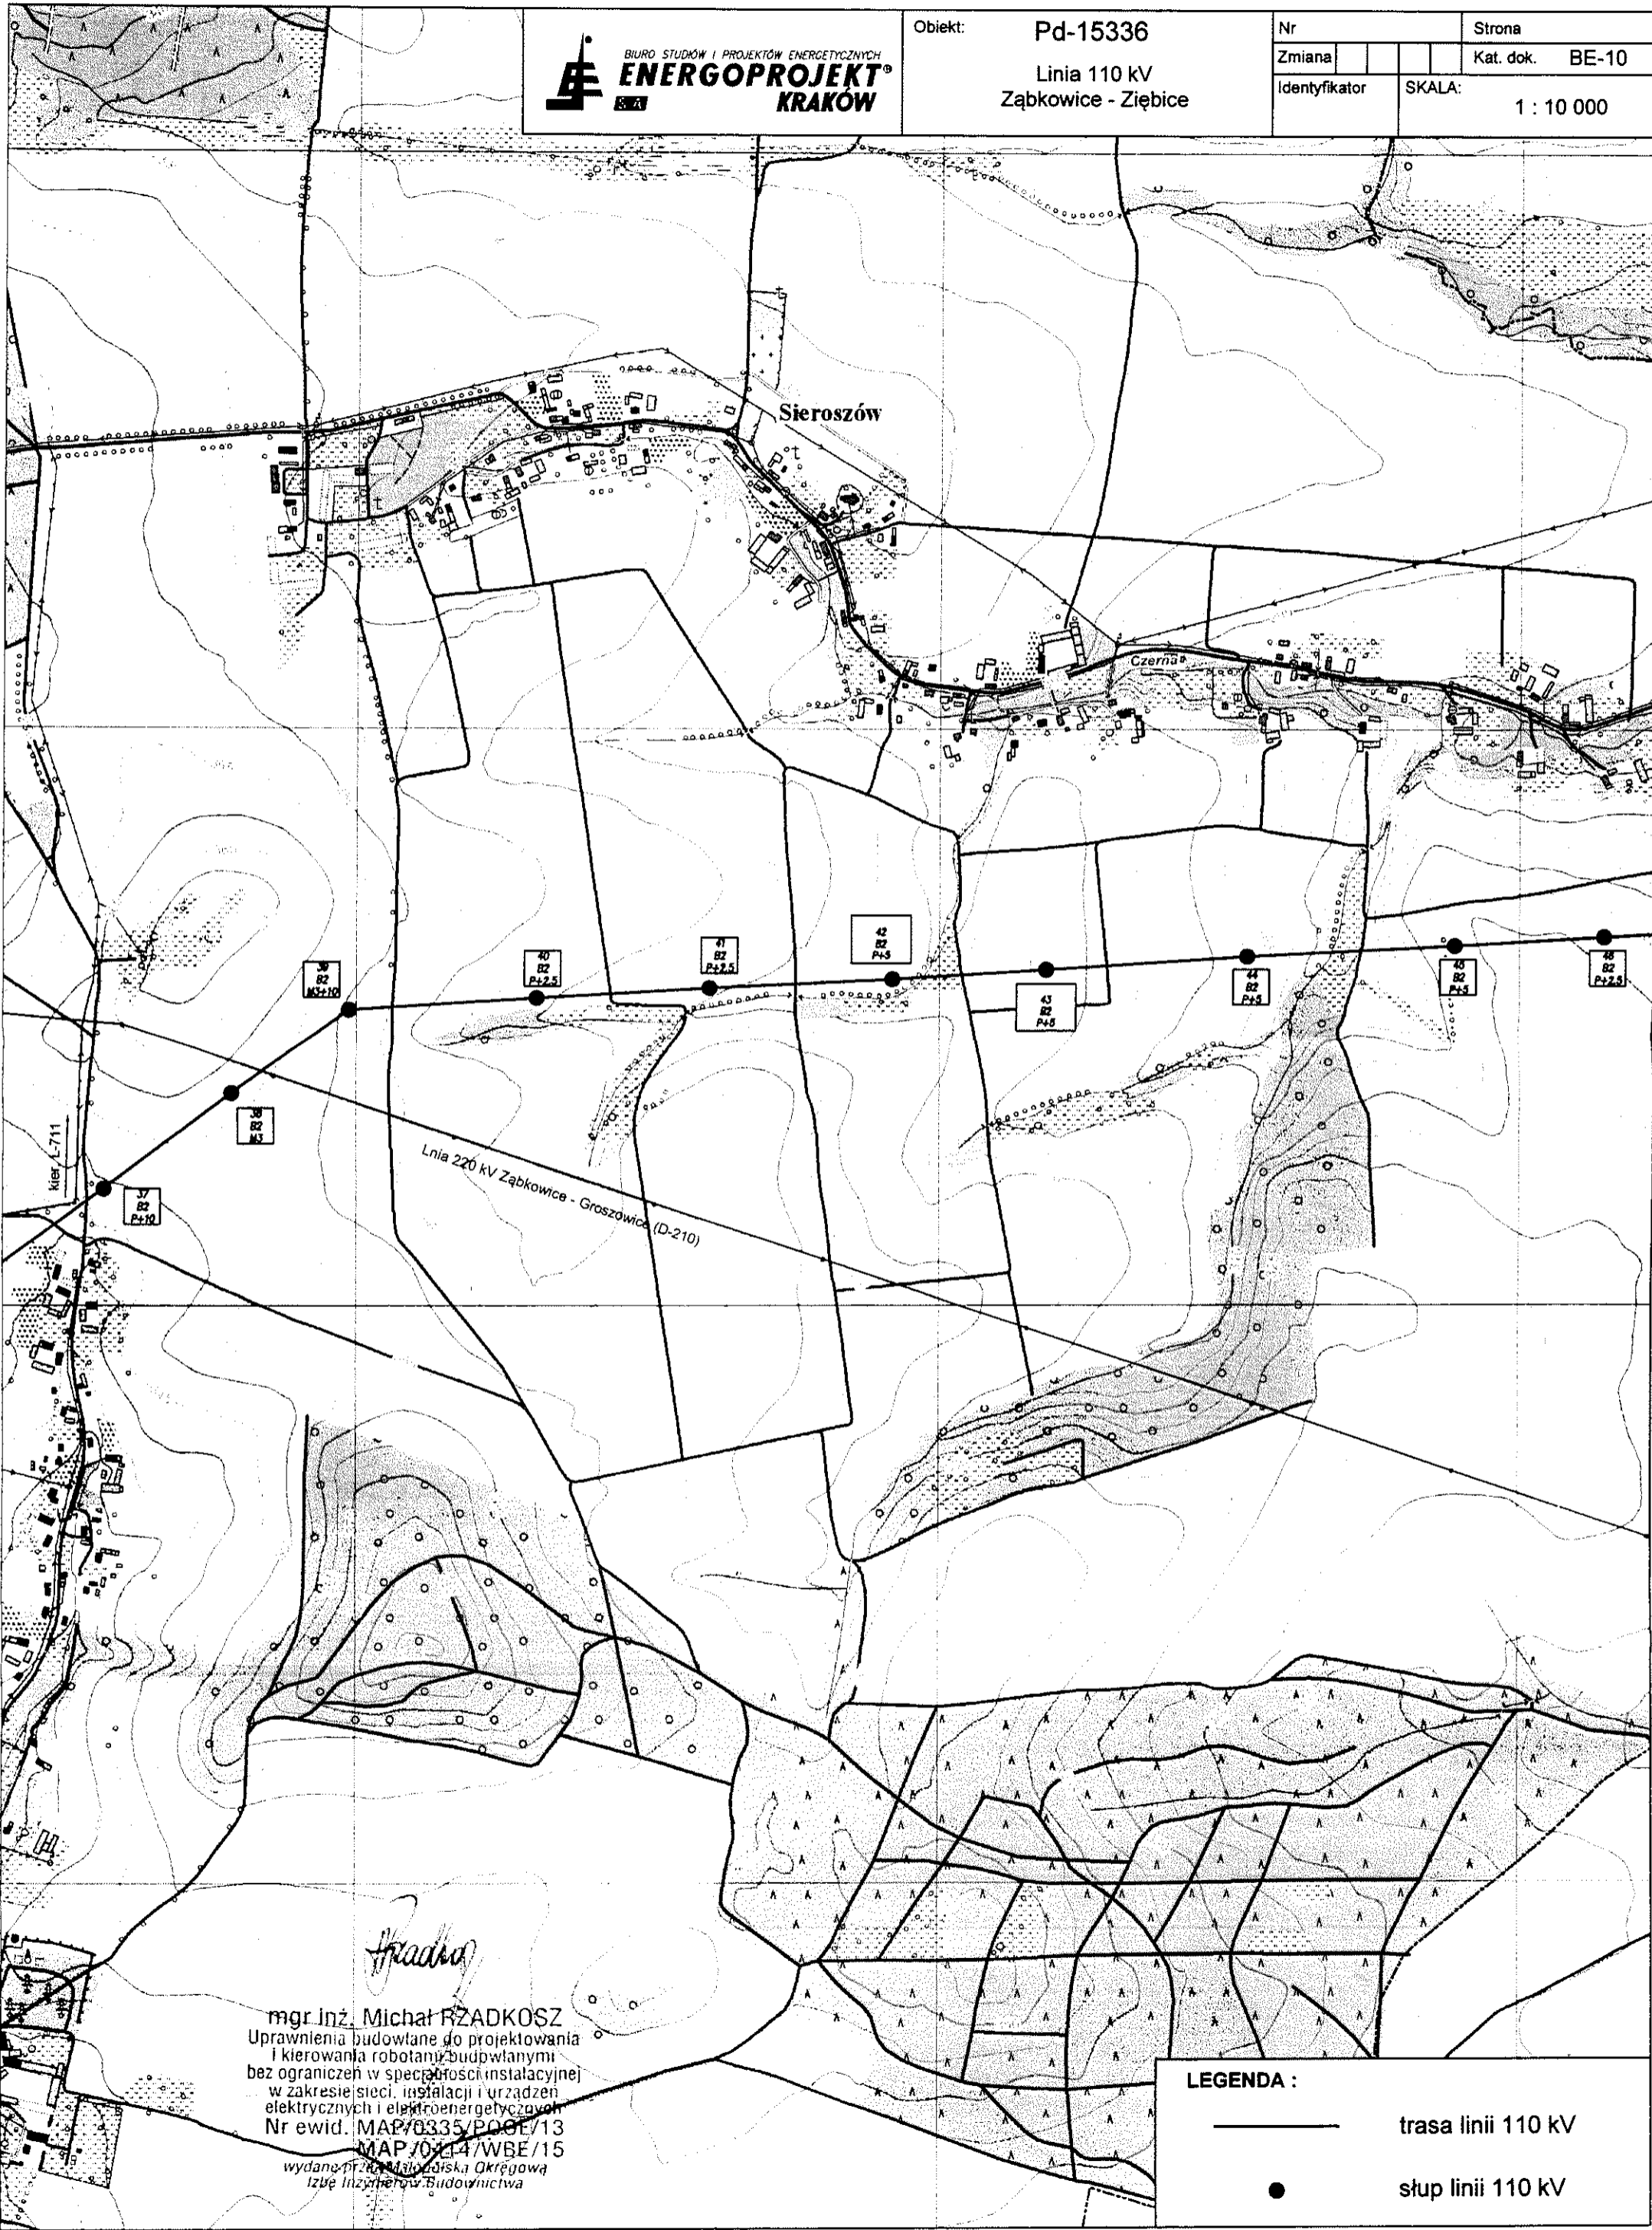 BIURO STUDIÓW I PROJEKTÓW ENERGETYCZNYCH
ENERGOPROJEKT®
S.A.
KRAKÓW
Obiekt:
Pd-15336
Linia 110 kV
Ząbkowice - Ziębice
Nr
Strona
Zmiana
Kat. dok. BE-10
Identyfikator
SKALA:
1 : 10 000
Sieroszów
Czerna
39
B2
M3+10
40
B2
P+2,5
41
B2
P+2,5
42
B2
P+5
43
B2
P+5
44
B2
P+5
45
B2
P+5
46
B2
P+2,5
38
B2
M3
37
B2
P+10
kier. L-711
Lnia 220 kV Ząbkowice - Groszowice (D-210)
mgr inż. Michał RZADKOSZ
Uprawnienia budowlane do projektowania
i kierowania robotami budowlanymi
bez ograniczeń w specjalności instalacyjnej
w zakresie sieci, instalacji i urządzeń
elektrycznych i elektroenergetycznych
Nr ewid. MAP/0335/POOE/13
MAP/0414/WBE/15
wydane przez Małopolska Okręgową
Izbę Inżynierów Budownictwa
LEGENDA :
trasa linii 110 kV
słup linii 110 kV